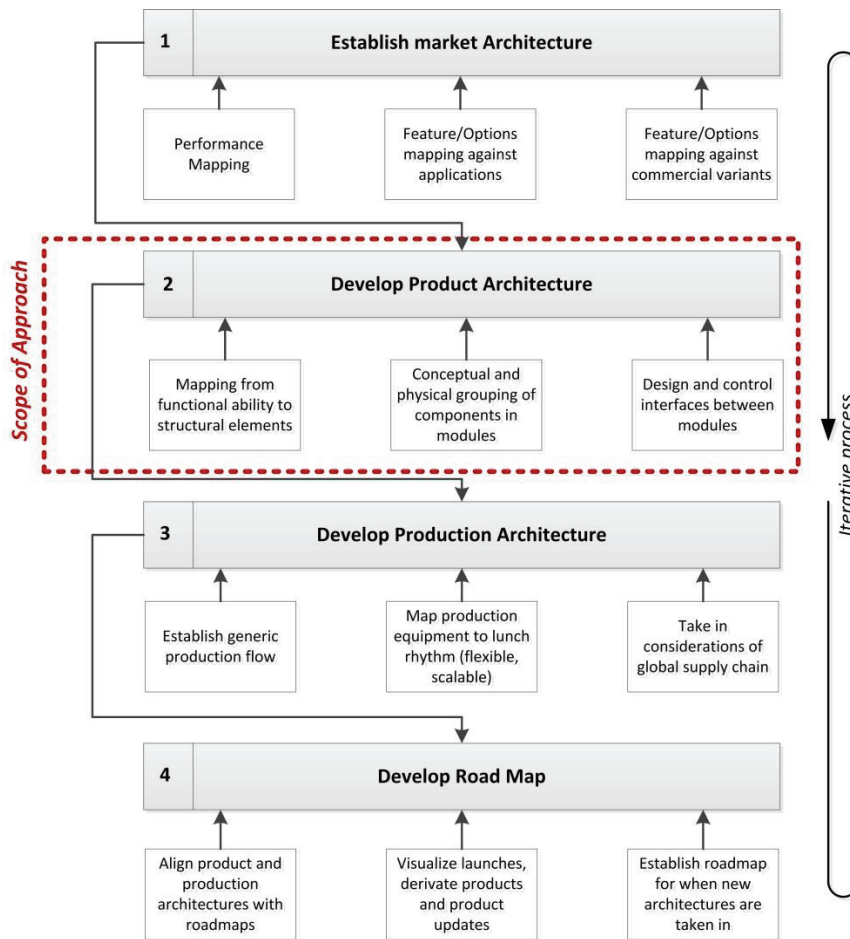 1
Establish market Architecture
Performance
Mapping
Feature/Options
mapping against
applications
Feature/Options
mapping against
commercial variants
Scope of Approach
2
Develop Product Architecture
Mapping from
functional ability to
structural elements
Conceptual and
physical grouping of
components in
modules
Design and control
interfaces between
modules
Iterative process
3
Develop Production Architecture
Establish generic
production flow
Map production
equipment to lunch
rhythm (flexible,
scalable)
Take in
considerations of
global supply chain
4
Develop Road Map
Align product and
production
architectures with
roadmaps
Visualize launches,
derivate products
and product
updates
Establish roadmap
for when new
architectures are
taken in